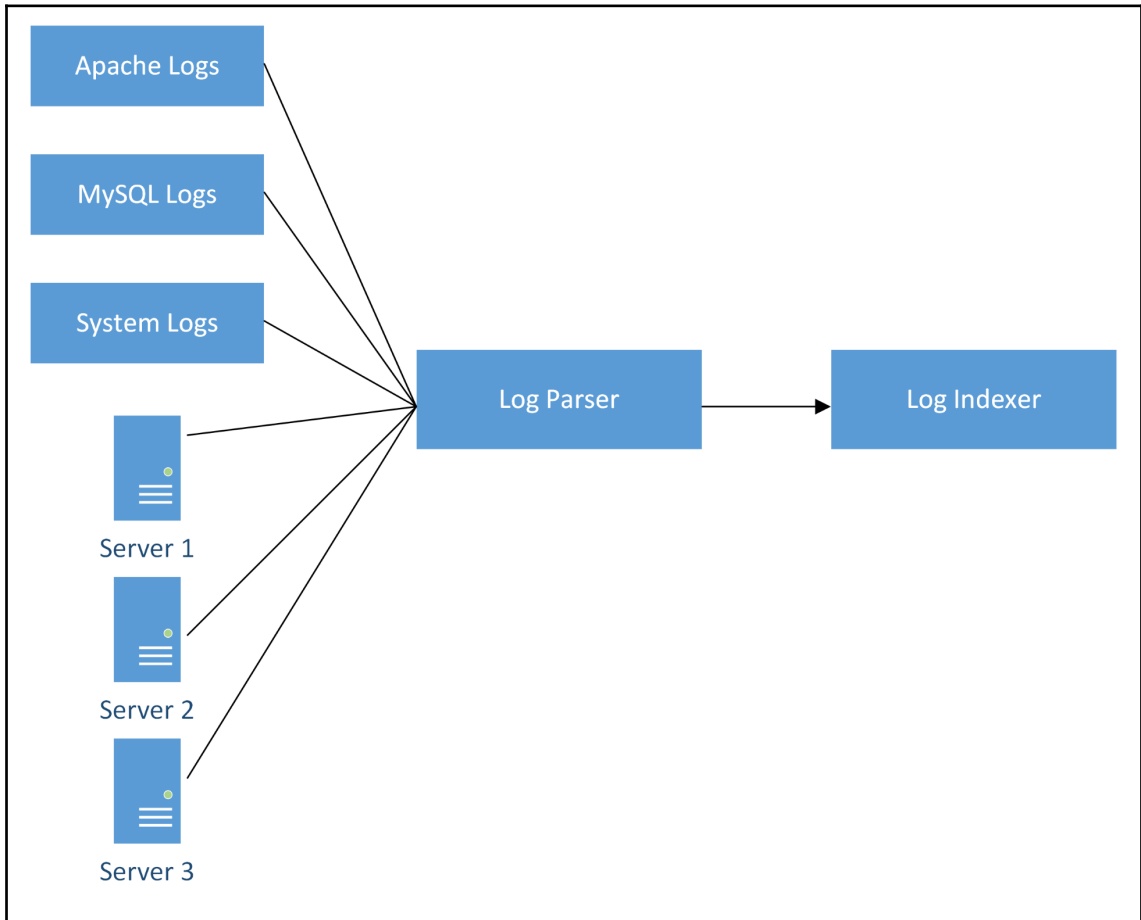 Apache Logs
MySQL Logs
System Logs
Log Parser
Log Indexer
Server 1
Server 2
Server 3